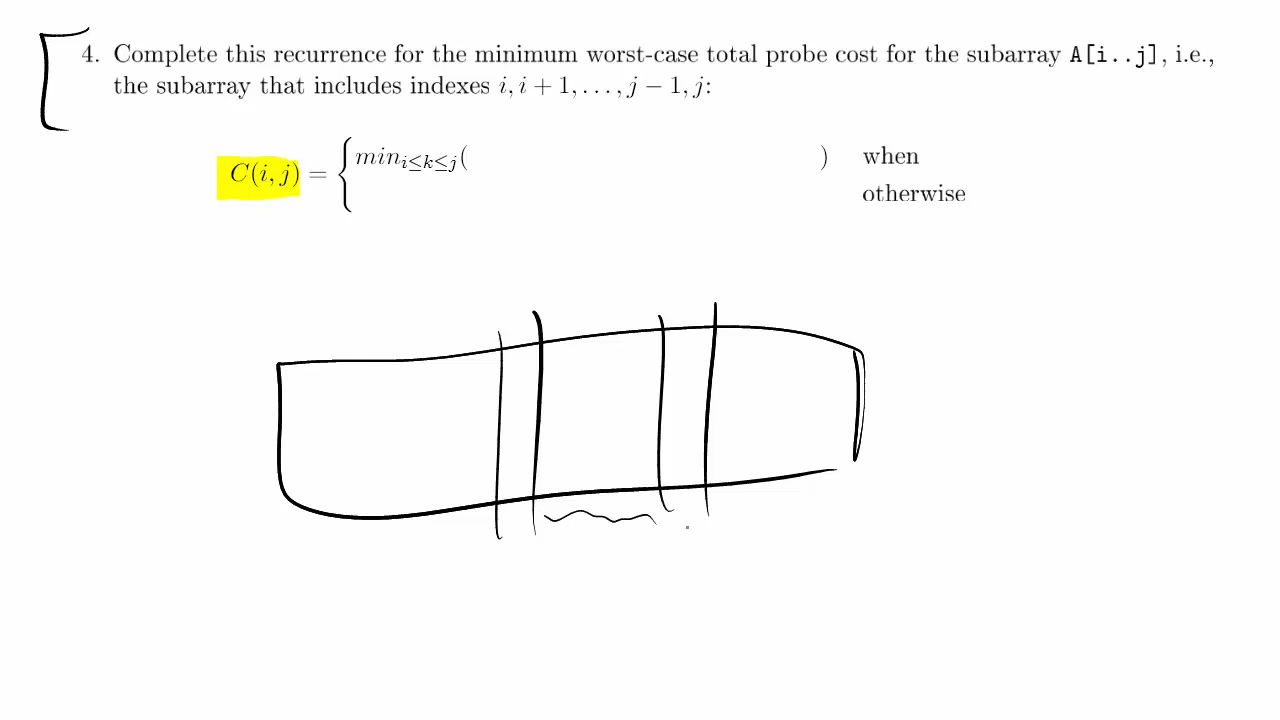 4. Complete this recurrence for the minimum worst-case total probe cost for the subarray A[i..j], i.e.,
the subarray that includes indexes i, i + 1, . . . , j − 1, j:
C(i, j) = { min_{i≤k≤j}( ) when
otherwise